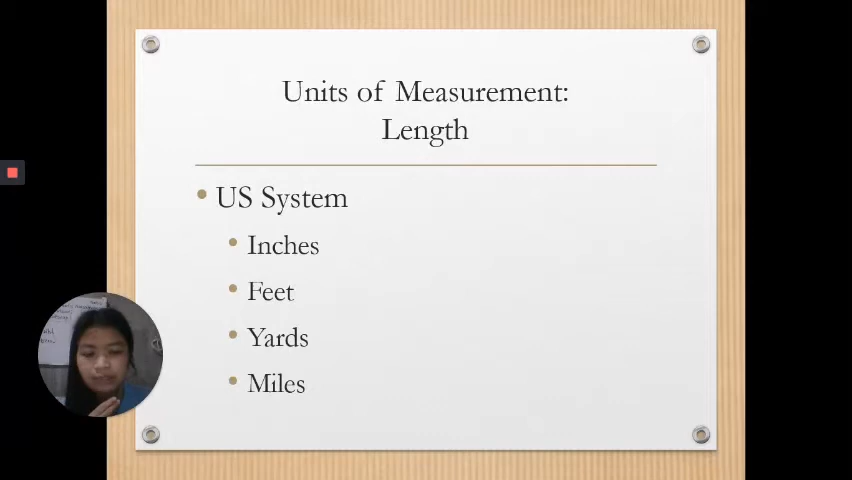 Units of Measurement:
Length
US System
Inches
Feet
Yards
Miles